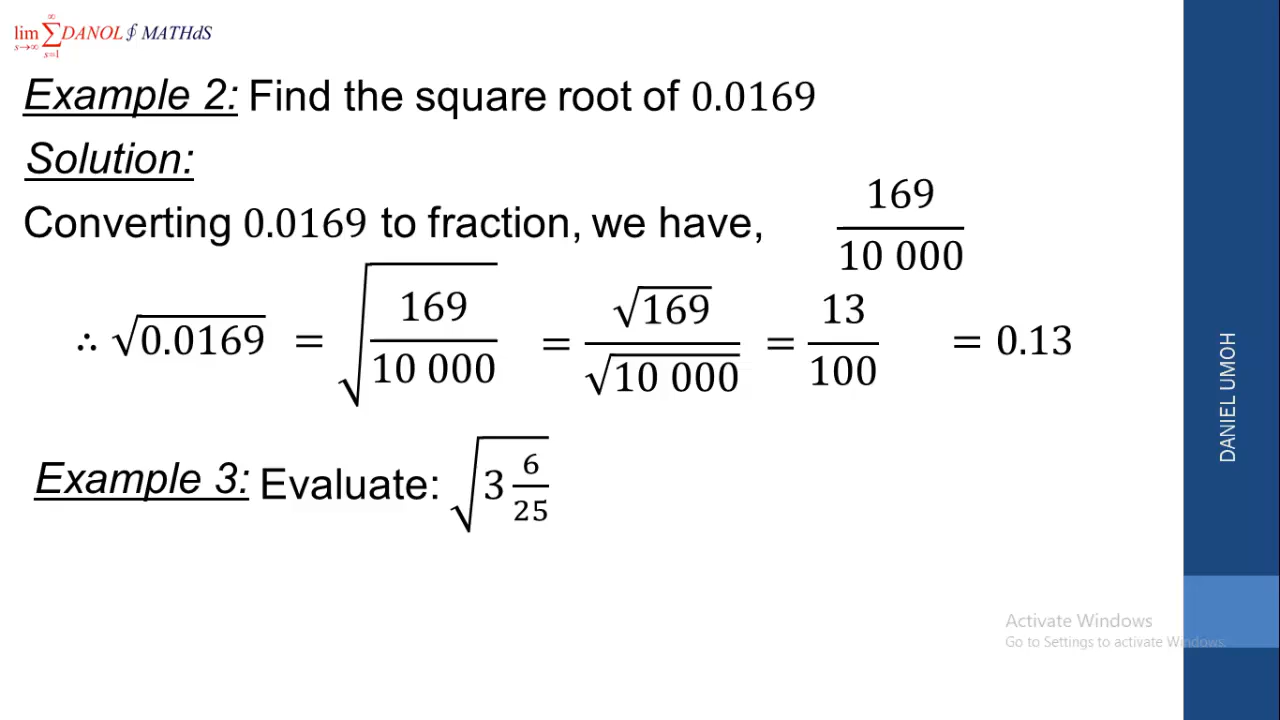 lim s→∞ ∞ ∑ s=1 DANOL ∮ MATHdS
Example 2: Find the square root of 0.0169
Solution:
Converting 0.0169 to fraction, we have, 169/10 000
∴ √0.0169 = √(169/10 000) = √169/√10 000 = 13/100 = 0.13
Example 3: Evaluate: √(3 6/25)
DANIEL UMOH
Activate Windows
Go to Settings to activate Windows.